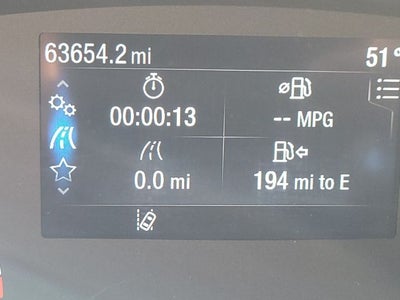 63654.2 mi 51°
00:00:13 -- MPG
0.0 mi 194 mi to E